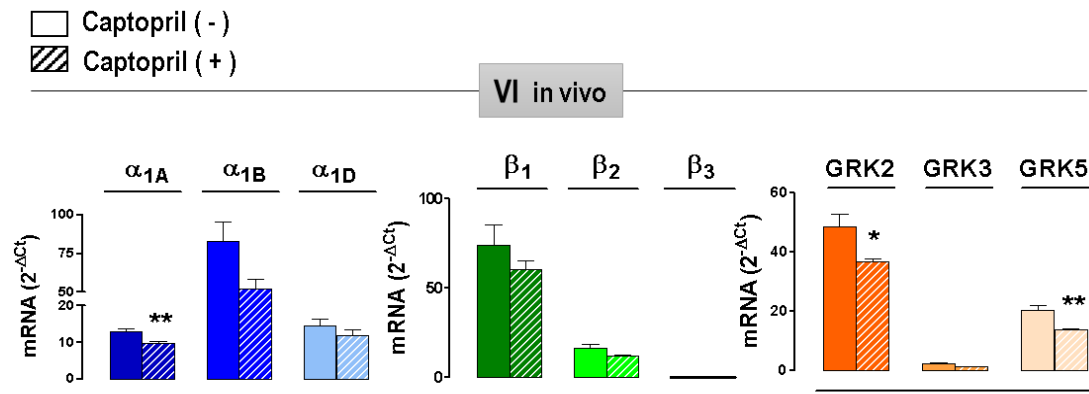 Captopril ( - )
Captopril ( + )
VI in vivo
α1A α1B α1D
mRNA (2-ΔCt)
100
75
50
20
10
0
**
β1 β2 β3
mRNA (2-ΔCt)
100
50
0
GRK2 GRK3 GRK5
mRNA (2-ΔCt)
60
40
20
0
*
**